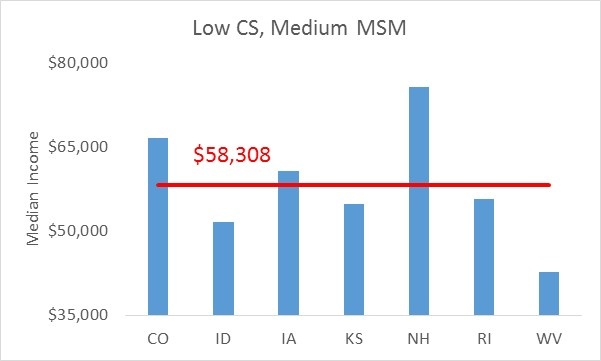 Low CS, Medium MSM
$80,000
$65,000
$50,000
$35,000
Median Income
$58,308
CO ID IA KS NH RI WV